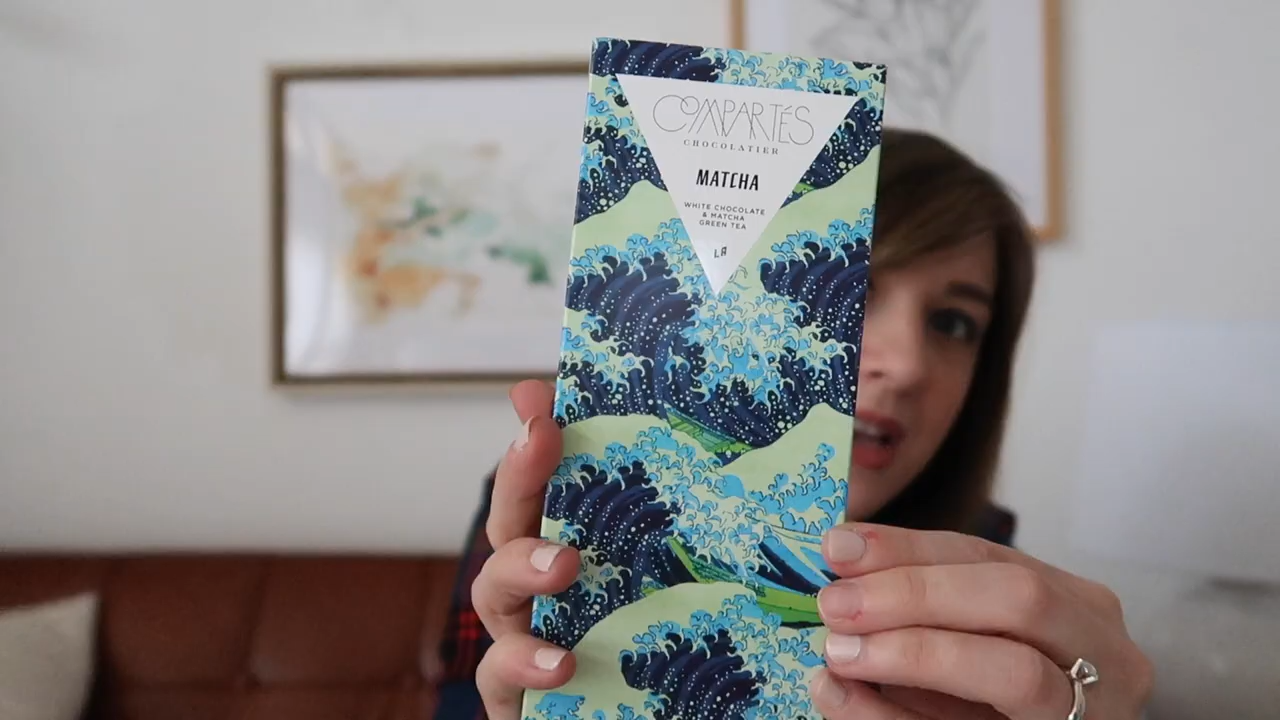 COMPARTÉS
CHOCOLATIER
MATCHA
WHITE CHOCOLATE
& MATCHA
GREEN TEA
LA